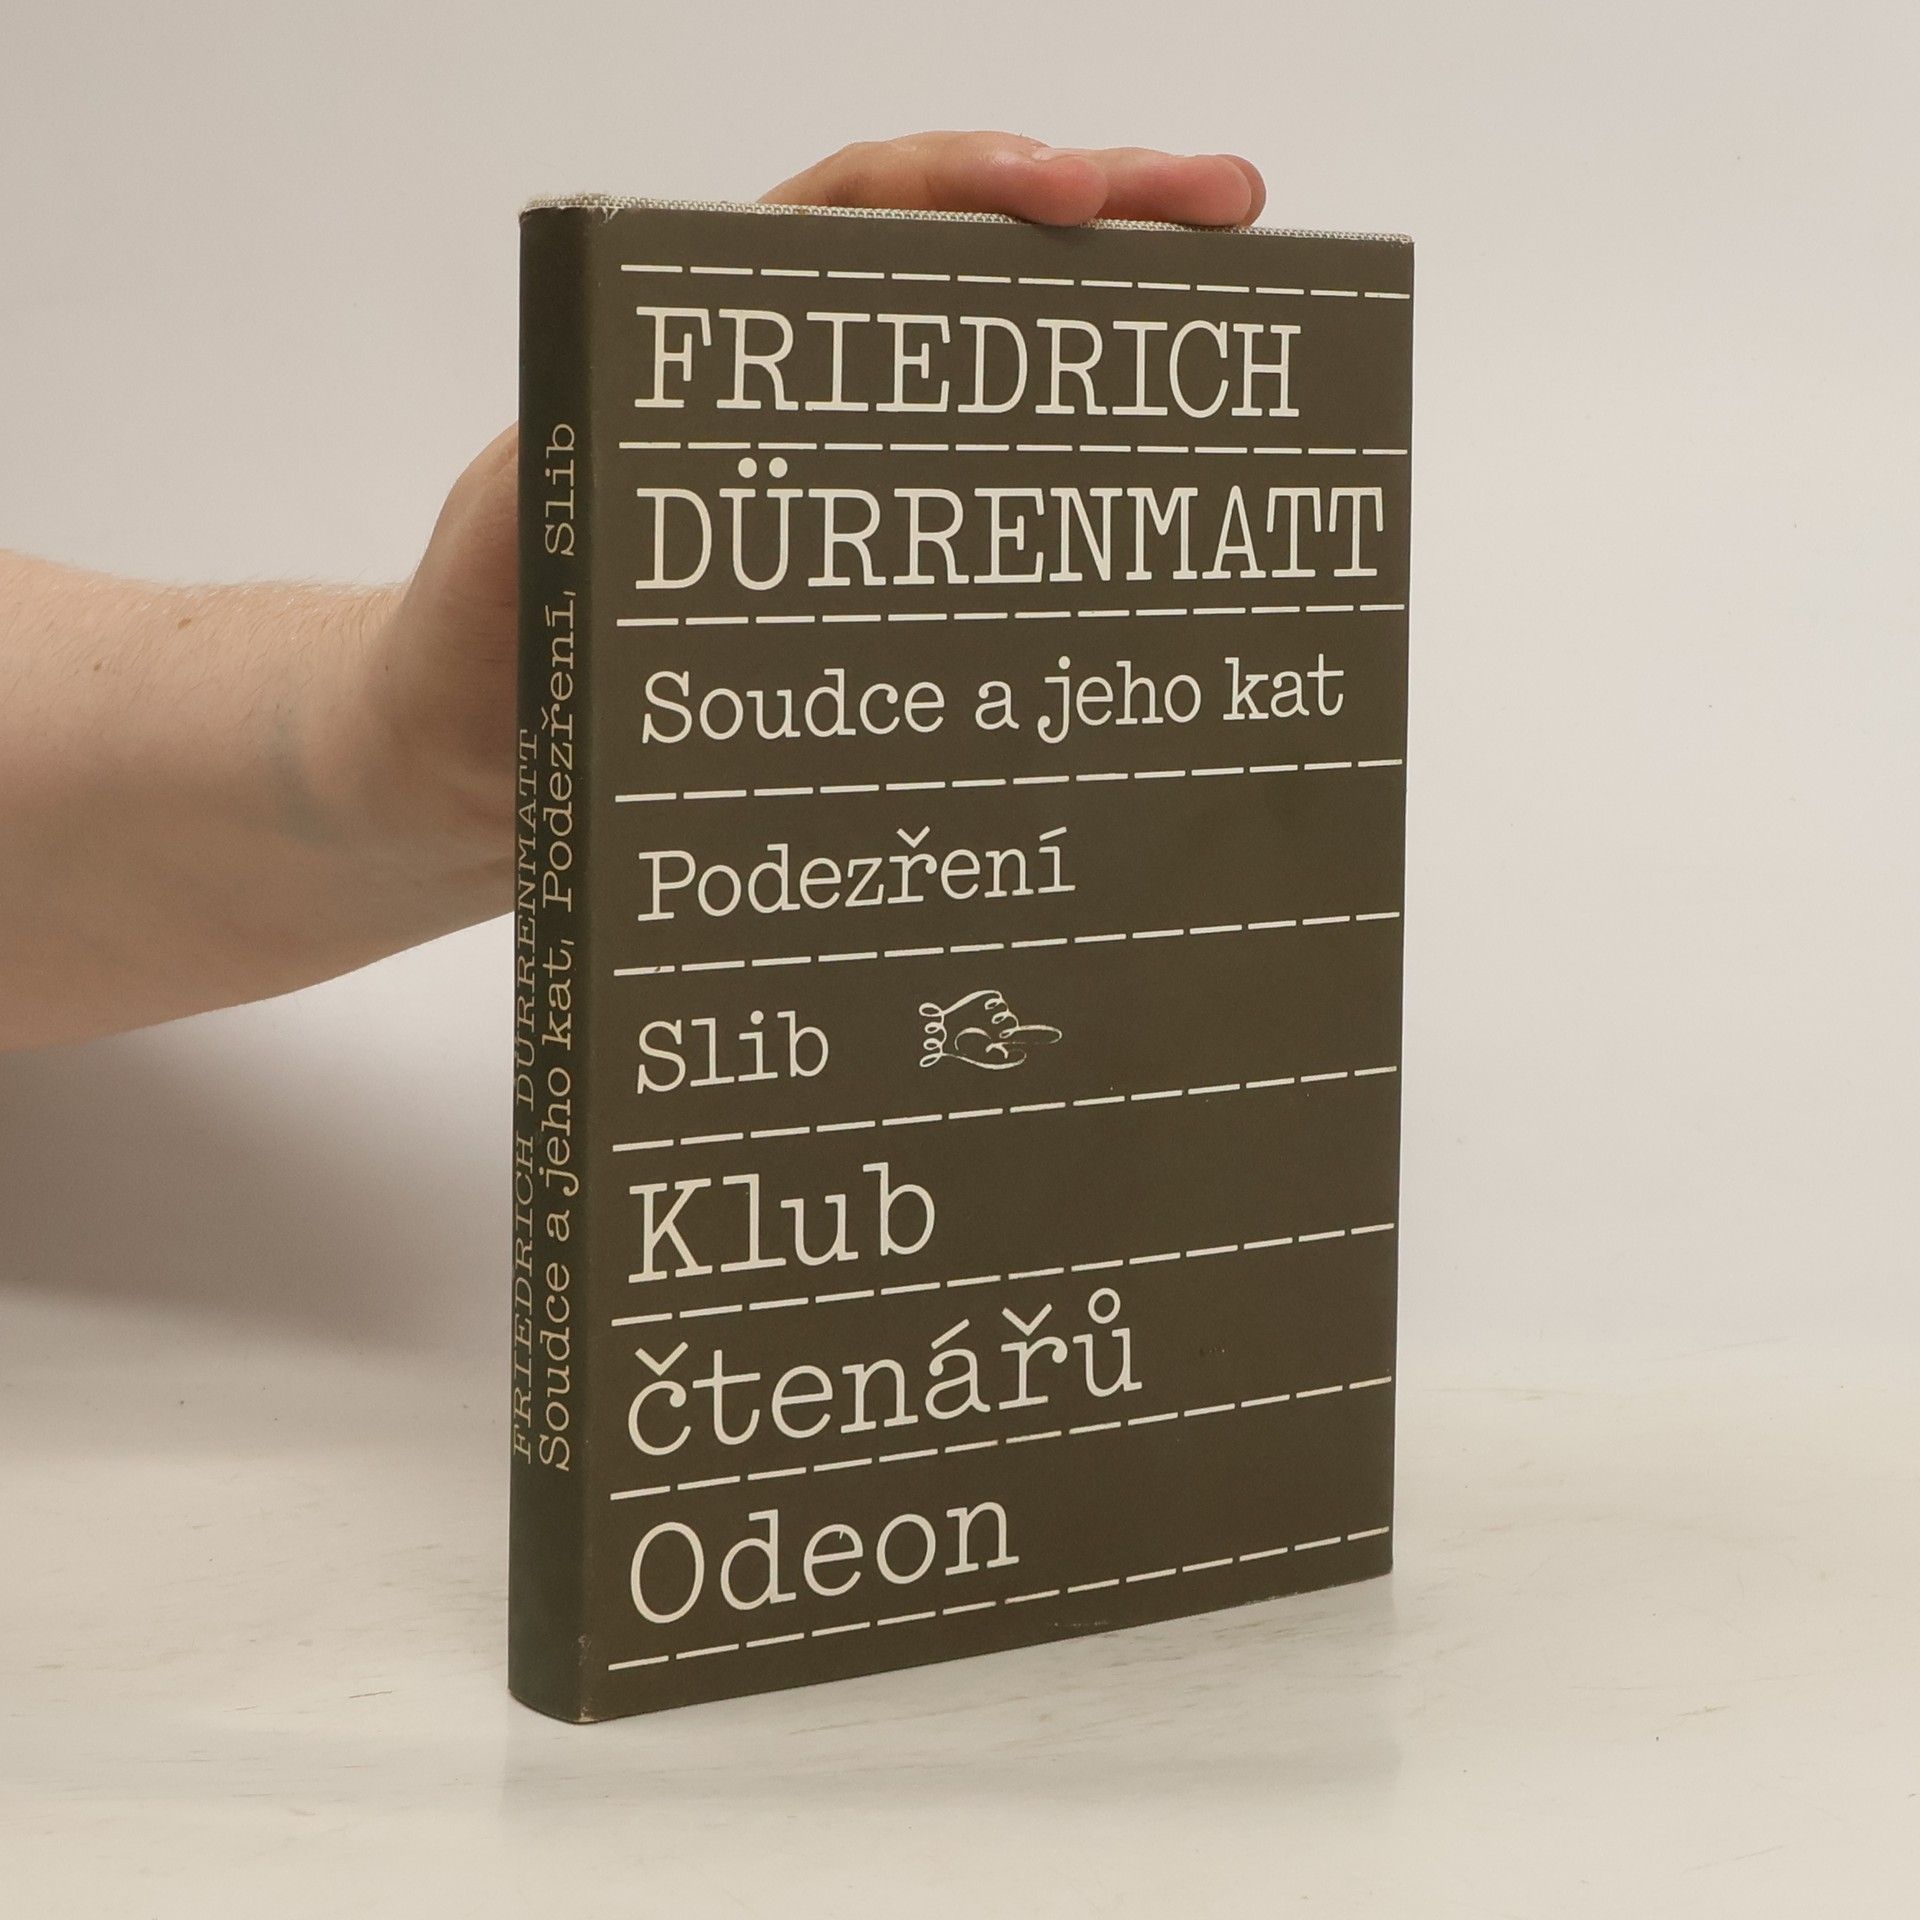 FRIEDRICH
DÜRRENMATT
Soudce a jeho kat
Podezření
Slib
Klub
čtenářů
Odeon
FRIEDRICH DÜRRENMATT
Soudce a jeho kat, Podezření, Slib